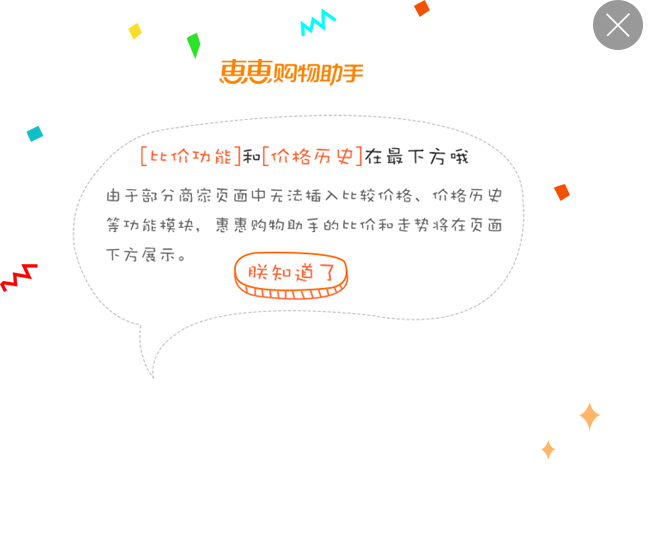 惠惠购物助手
[比价功能]和[价格历史]在最下方哦
由于部分商家页面中无法插入比较价格、价格历史
等功能模块，惠惠购物助手的比价和走势将在页面
下方展示。
朕知道了